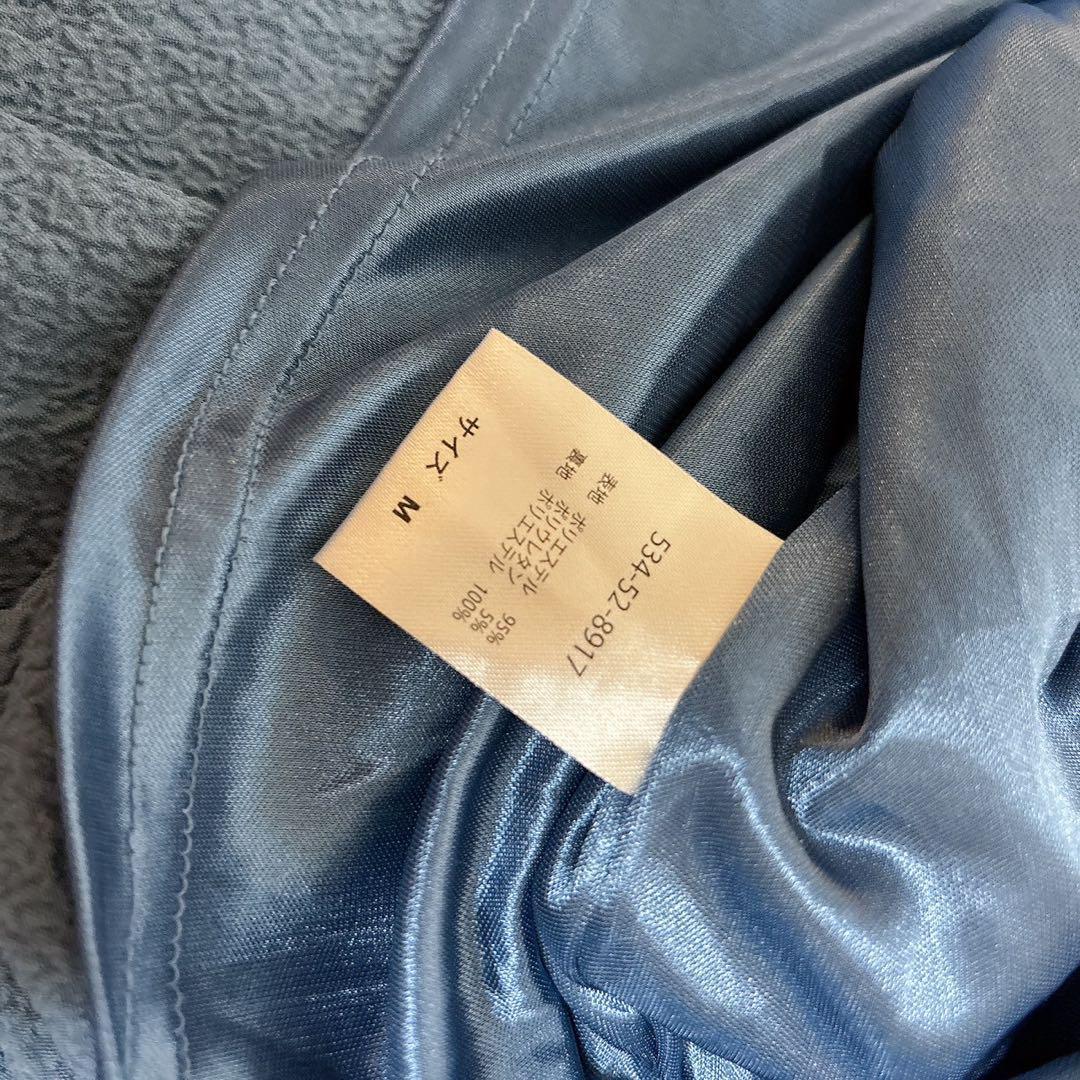 534-52-8917
表地 ポリエステル 95%
ポリウレタン 5%
裏地 ポリエステル 100%
サイズ M